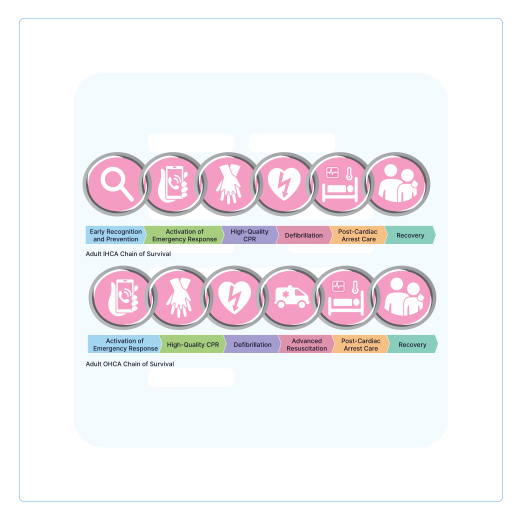 Early Recognition
and Prevention
Activation of
Emergency Response
High-Quality
CPR
Defibrillation
Post-Cardiac
Arrest Care
Recovery
Adult IHCA Chain of Survival
Activation of
Emergency Response
High-Quality CPR
Defibrillation
Advanced
Resuscitation
Post-Cardiac
Arrest Care
Recovery
Adult OHCA Chain of Survival